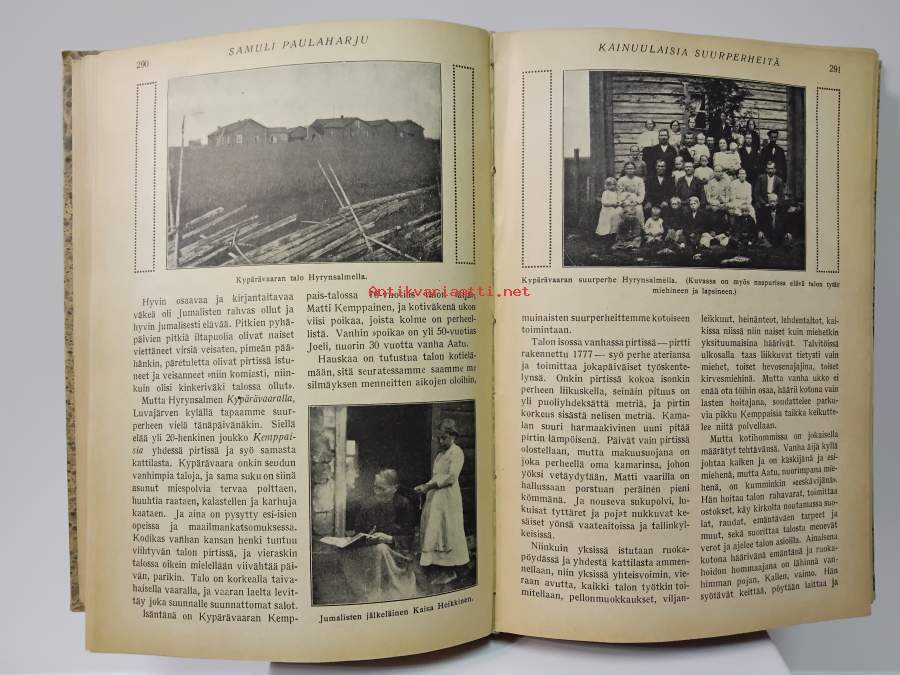 290
SAMULI PAULAHARJU
Kypärävaaran talo Hyrynsalmella.
Hyvin osaavaa ja kirjantaitavaa
väkeä oli Jumalisten rahvas ollut ja
hyvin jumalisesti elävää. Pitkien pyhä-
päivien pitkiä iltapuolia olivat naiset
viettäneet virsiä veisaten, pimeän pää-
hänkin, päretuletta olivat pirtissä istu-
neet ja veisanneet »niin komiasti, niin-
kuin olisi kinkeriväki talossa ollut».
Mutta Hyrynsalmen Kypärävaaralla,
Luvajärven kylällä tapaamme suur-
perheen vielä tänäpäivänäkin. Siellä
elää yli 20-henkinen joukko Kemppai-
sia yhdessä pirtissä ja syö samasta
kattilasta. Kypärävaara onkin seudun
vanhimpia taloja, ja sama suku on siinä
asunut miespolvia tervaa polttaen,
huuhtia raataen, kalastellen ja karhuja
kaataen. Ja aina on pysytty esi-isien
opeissa ja maailmankatsomuksessa.
Kodikas vanhan kansan henki tuntuu
viihtyvän talon pirtissä, ja vieraskin
talossa oikein mielellään viivähtää päi-
vän, parikin. Talo on korkealla taiva-
haisella vaaralla, ja vaaran laelta levit-
täy joka suunnalle suunnattomat salot.
Isäntänä on Kypärävaaran Kemp-
pais-talossa talon äijä,
Matti Kemppainen, ja kotiväkenä ukon
viisi poikaa, joista kolme on perheel-
listä. Vanhin »poika» on yli 50-vuotias
Joeli, nuorin 30 vuotta vanha Aatu.
Hauskaa on tutustua talon kotielä-
mään, sitä seuratessamme saamme me
silmäyksen menneitten aikojen oloihin,
Jumalisten jälkeläinen Kaisa Heikkinen.
KAINUULAISIA SUURPERHEITÄ
291
Kypärävaaran suurperhe Hyrynsalmella. (Kuvassa on myös naapurissa elävä talon tytär
miehineen ja lapsineen.)
Antikvariaatti.net
muinaisten suurperheittemme kotoiseen
toimintaan.
Talon isossa vanhassa pirtissä — pirtti
rakennettu 1777 — syö perhe ateriansa
ja toimittaa jokapäiväiset työskente-
lynsä. Onkin pirtissä kokoa isonkin
perheen liikuskella, seinäin pituus on
yli puoliyhdeksättä metriä, ja pirtin
korkeus sisästä nelisen metriä. Kama-
lan suuri harmaakivinen uuni pitää
pirtin lämpöisenä. Päivät vain pirtissä
olostellaan, mutta makuusuojana on
joka perheellä oma kamarinsa, johon
yöksi vetäydytään. Matti vaarilla on
hallussaan porstuan peräinen pieni
kömmänä. Ja nouseva sukupolvi, lu-
kuisat tyttäret ja pojat nukkuvat ke-
säiset yönsä vaateaitoissa ja tallinkyl-
keisissä.
Niinkuin yksissä istutaan ruoka-
pöydässä ja yhdestä kattilasta ammen-
nellaan, niin yksissä yhteisvoimin, vie-
raan avutta, kaikki talon työtkin toi-
mitellaan, pellonmuokkaukset, viljan-
leikkuut, heinänteot, lehdentaitot, kai-
kissa niissä niin naiset kuin miehetkin
yksituumaisina häärivät. Talvitöissä
ulkosalla taas liikkuvat tietysti vain
miehet, toiset hevosenajajina, toiset
kirvesmiehinä. Mutta vanha ukko ei
enää ota töihin osaa, häärii kotona vain
lasten hoitajana, soudattelee parku-
via pikku Kemppaisia taikka keikutte-
lee niitä polvellaan.
Mutta kotihommissa on jokaisella
määrätyt tehtävänsä. Vanha äijä kyllä
johtaa kaiken ja on käskijänä ja esi-
miehenä, mutta Aatu, nuorimpana mie-
henä, on kumminkin »eeskävijänä».
Hän hoitaa talon rahavarat, toimittaa
ostokset, käy kirkolta noutamassa suo-
lat, raudat, emäutäväen tarpeet ja
muut, sekä suorittaa talosta menevät
verot ja ajelee talon asioilla. Ainaisena
kotona häärivänä emäntänä ja ruoka-
hoidon hommaajana on lähinnä van-
himman pojan, Kallen, vaimo. Hän
syötävät keittää, pöytään laittaa ja